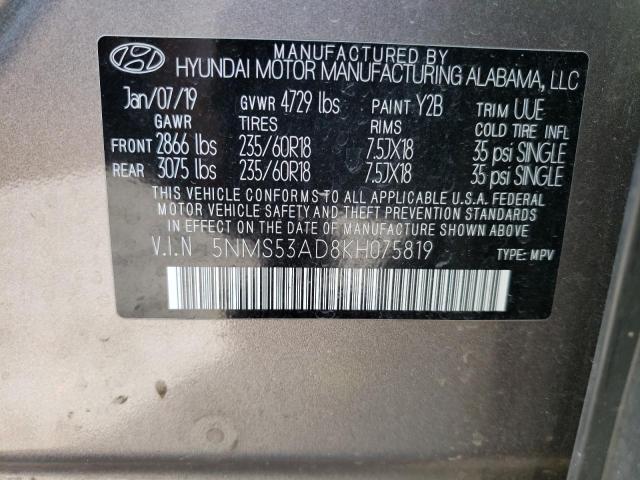 MANUFACTURED BY
HYUNDAI MOTOR MANUFACTURING ALABAMA, LLC
Jan/07/19 GVWR 4729 lbs PAINT Y2B TRIM UUE
GAWR TIRES RIMS COLD TIRE INFL
FRONT 2866 lbs 235/60R18 7.5JX18 35 psi SINGLE
REAR 3075 lbs 235/60R18 7.5JX18 35 psi SINGLE
THIS VEHICLE CONFORMS TO ALL APPLICABLE U.S. FEDERAL
MOTOR VEHICLE SAFETY AND THEFT PREVENTION STANDARDS
IN EFFECT ON THE DATE OF MANUFACTURE SHOWN ABOVE.
V.I.N 5NMS53AD8KH075819 TYPE: MPV